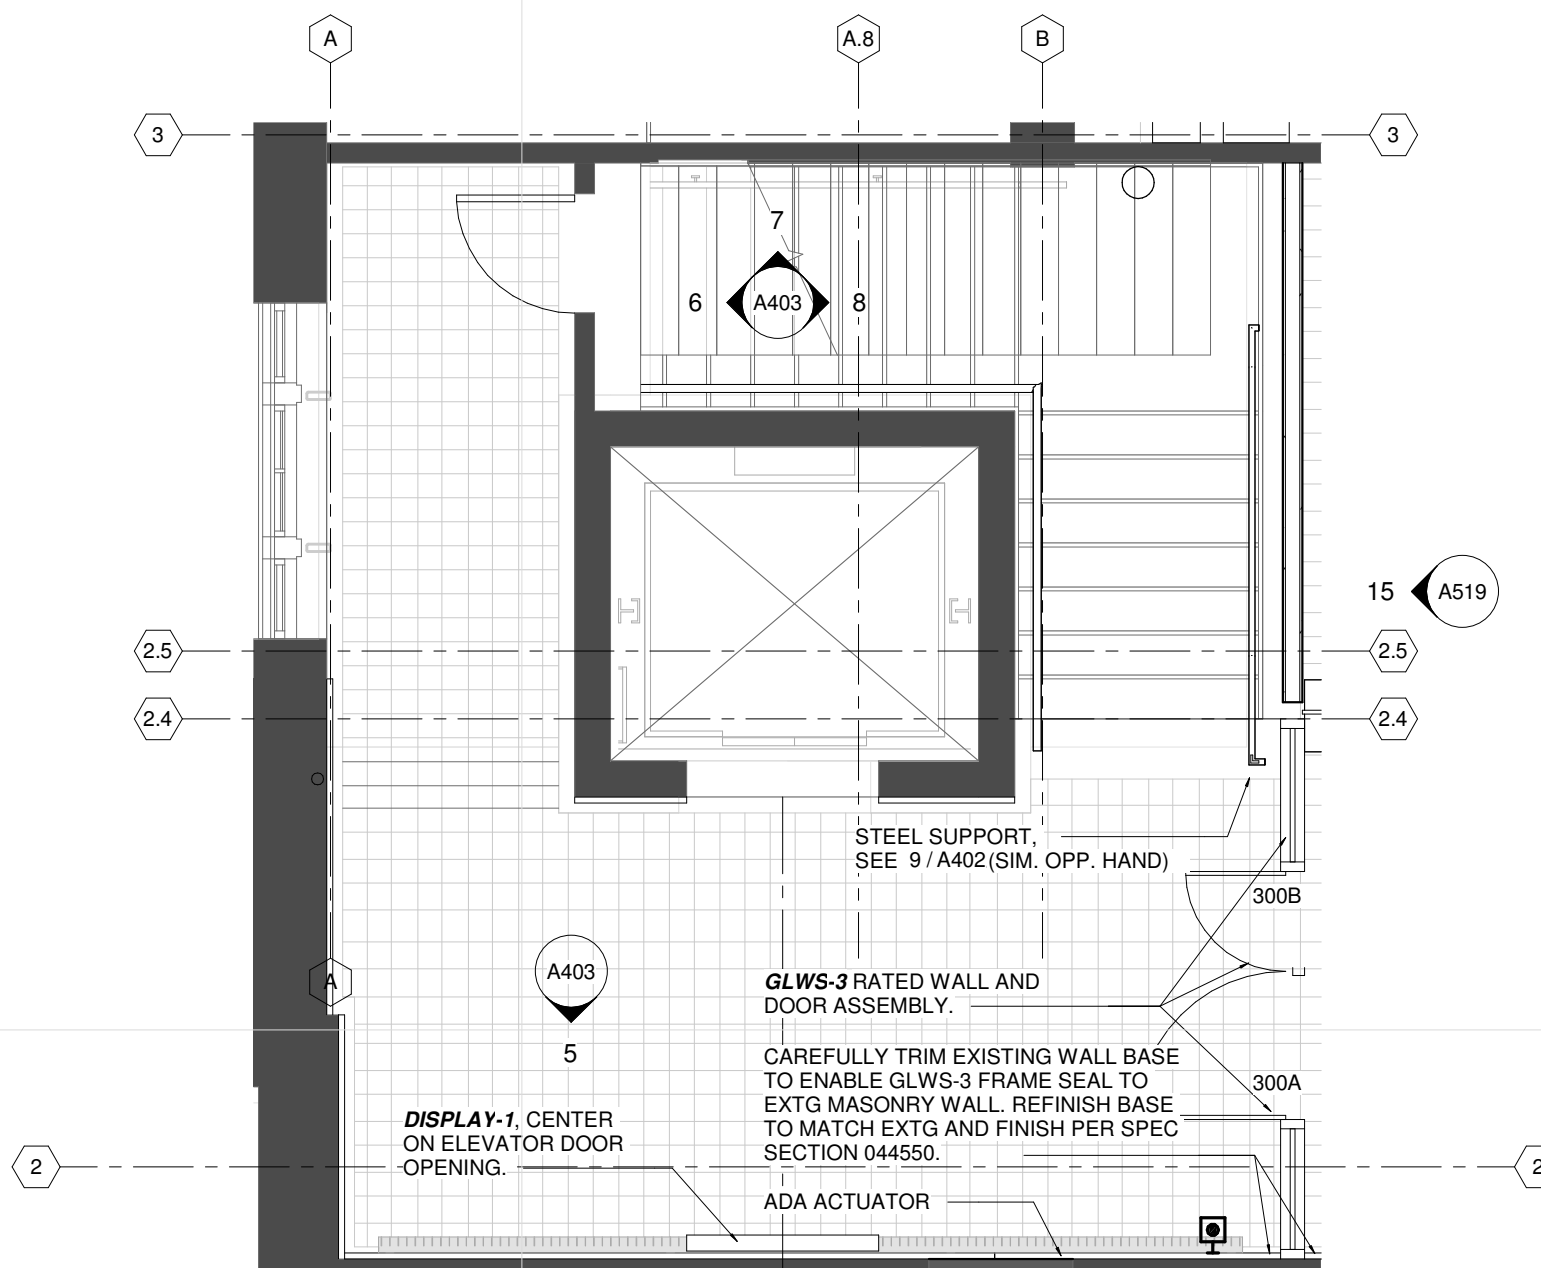 A
A.8
B
3
3
7
6
A403
8
15
A519
2.5
2.5
2.4
2.4
STEEL SUPPORT,
SEE 9 / A402 (SIM. OPP. HAND)
300B
A403
5
A
GLWS-3 RATED WALL AND
DOOR ASSEMBLY.
CAREFULLY TRIM EXISTING WALL BASE
TO ENABLE GLWS-3 FRAME SEAL TO
EXTG MASONRY WALL. REFINISH BASE
TO MATCH EXTG AND FINISH PER SPEC
SECTION 044550.
300A
DISPLAY-1, CENTER
ON ELEVATOR DOOR
OPENING.
2
2
ADA ACTUATOR